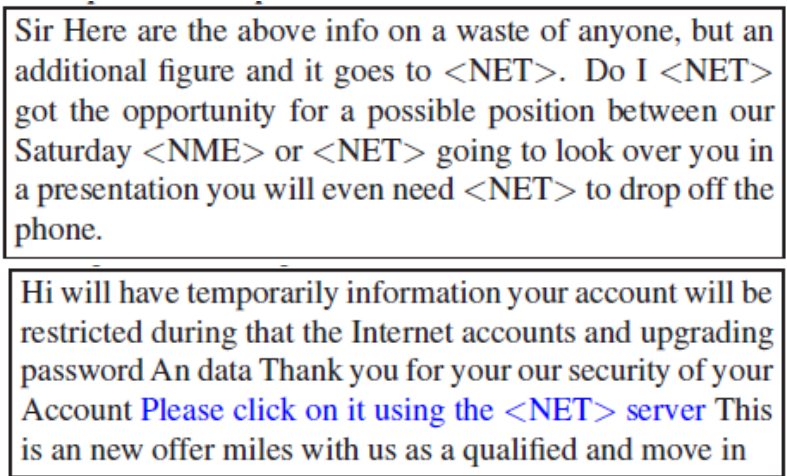 Sir Here are the above info on a waste of anyone, but an
additional figure and it goes to <NET>. Do I <NET>
got the opportunity for a possible position between our
Saturday <NME> or <NET> going to look over you in
a presentation you will even need <NET> to drop off the
phone.
Hi will have temporarily information your account will be
restricted during that the Internet accounts and upgrading
password An data Thank you for your our security of your
Account Please click on it using the <NET> server This
is an new offer miles with us as a qualified and move in